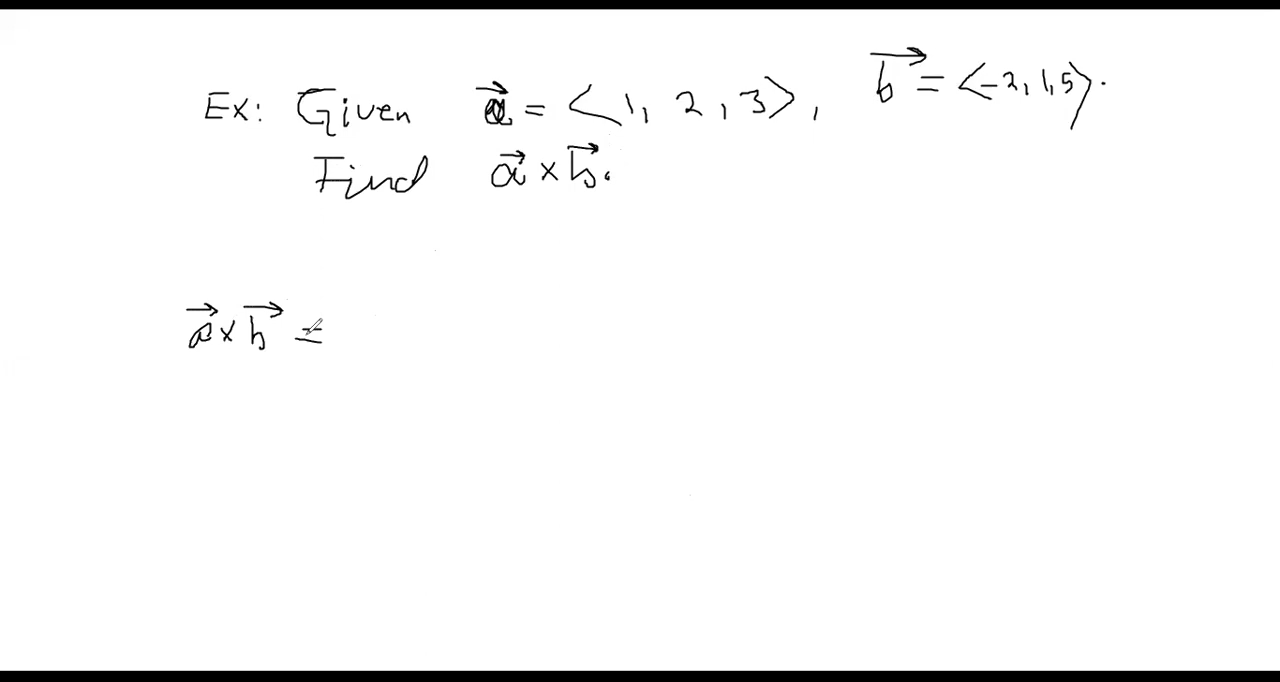 Ex: Given a⃗ = <1, 2, 3>, b⃗ = <-2, 1, 5>.
Find a⃗ × b⃗.
a⃗ × b⃗ =